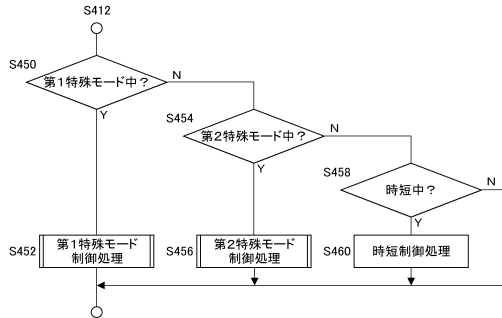 S412
S450
第1特殊モード中？
N
Y
S454
第2特殊モード中？
N
Y
S458
時短中？
N
Y
S452
第1特殊モード
制御処理
S456
第2特殊モード
制御処理
S460
時短制御処理